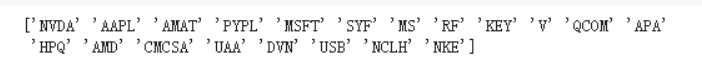 ['NVDA' 'AAPL' 'AMAT' 'PYPL' 'MSFT' 'SYF' 'MS' 'RF' 'KEY' 'V' 'QCOM' 'APA'
'HPQ' 'AMD' 'CMCSA' 'UAA' 'DVN' 'USB' 'NCLH' 'NKE']